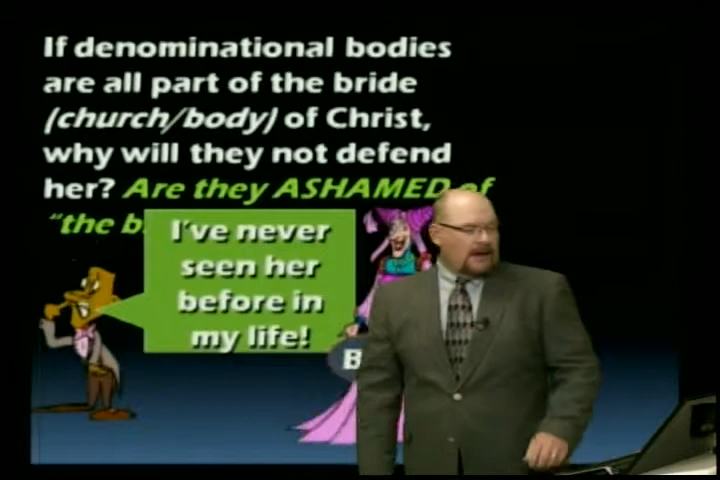 If denominational bodies
are all part of the bride
(church/body) of Christ,
why will they not defend
her? Are they ASHAMED of
"the b
I've never
seen her
before in
my life!
B